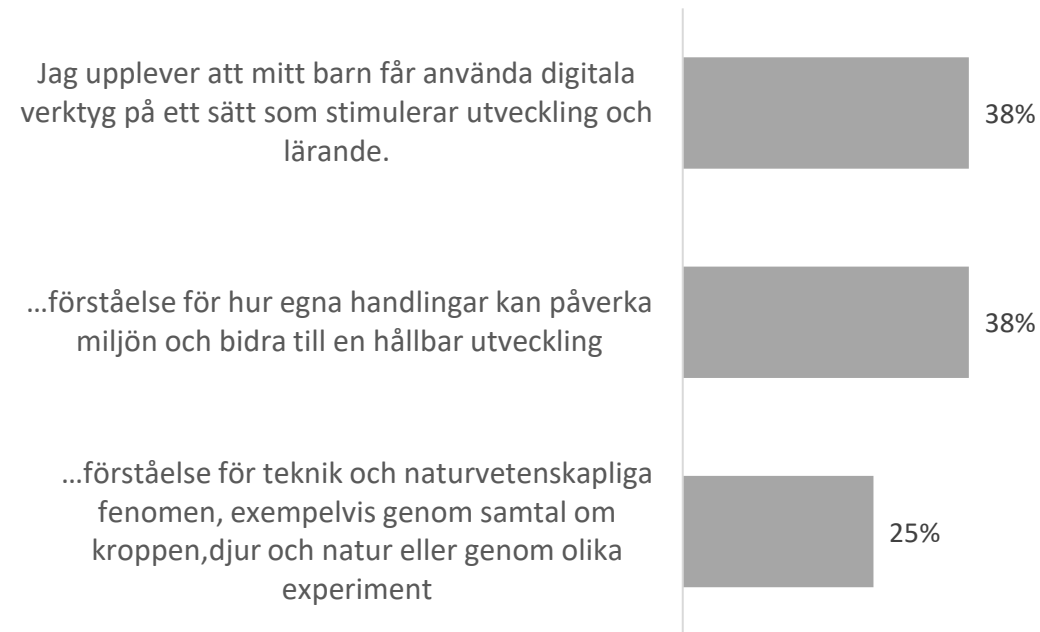 Jag upplever att mitt barn får använda digitala
verktyg på ett sätt som stimulerar utveckling och
lärande.
38%
…förståelse för hur egna handlingar kan påverka
miljön och bidra till en hållbar utveckling
38%
…förståelse för teknik och naturvetenskapliga
fenomen, exempelvis genom samtal om
kroppen,djur och natur eller genom olika
experiment
25%